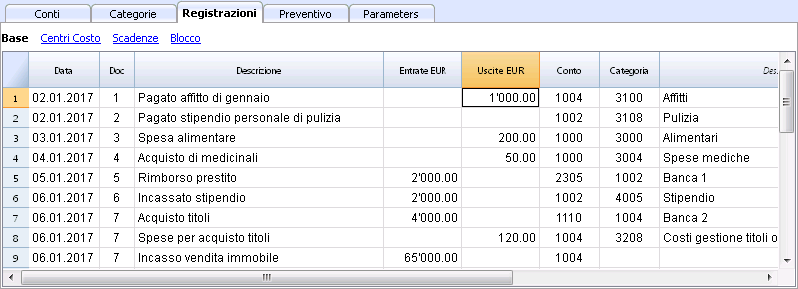 Conti Categorie Registrazioni Preventivo Parameters
Base Centri Costo Scadenze Blocco
Data Doc Descrizione Entrate EUR Uscite EUR Conto Categoria Des.
1 02.01.2017 1 Pagato affitto di gennaio 1'000.00 1004 3100 Affitti
2 02.01.2017 2 Pagato stipendio personale di pulizia 1002 3108 Pulizia
3 03.01.2017 3 Spesa alimentare 200.00 1000 3000 Alimentari
4 04.01.2017 4 Acquisto di medicinali 50.00 1000 3004 Spese mediche
5 05.01.2017 5 Rimborso prestito 2'000.00 2305 1002 Banca 1
6 06.01.2017 6 Incassato stipendio 2'000.00 1002 4005 Stipendio
7 06.01.2017 7 Acquisto titoli 4'000.00 1110 1004 Banca 2
8 06.01.2017 7 Spese per acquisto titoli 120.00 1004 3208 Costi gestione titoli o
9 06.01.2017 7 Incasso vendita immobile 65'000.00 1004